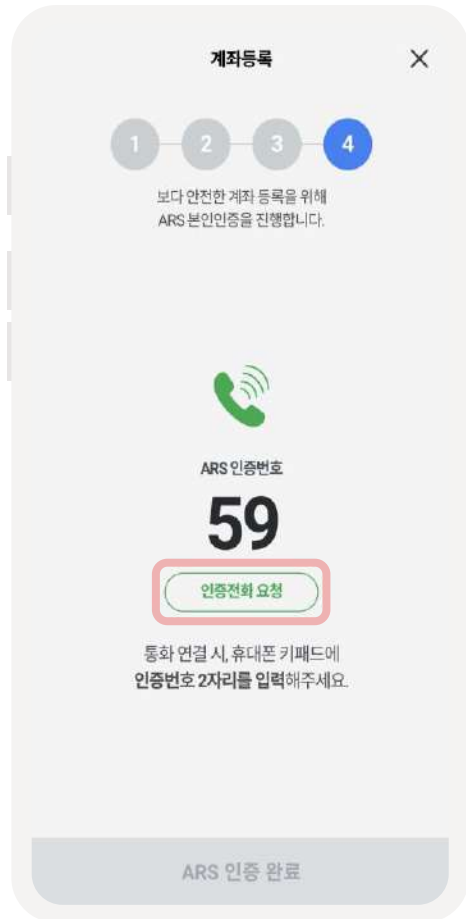 계좌등록
1 2 3 4
보다 안전한 계좌 등록을 위해
ARS 본인인증을 진행합니다.
ARS 인증번호
59
인증전화 요청
통화 연결 시, 휴대폰 키패드에
인증번호 2자리를 입력해주세요.
ARS 인증 완료